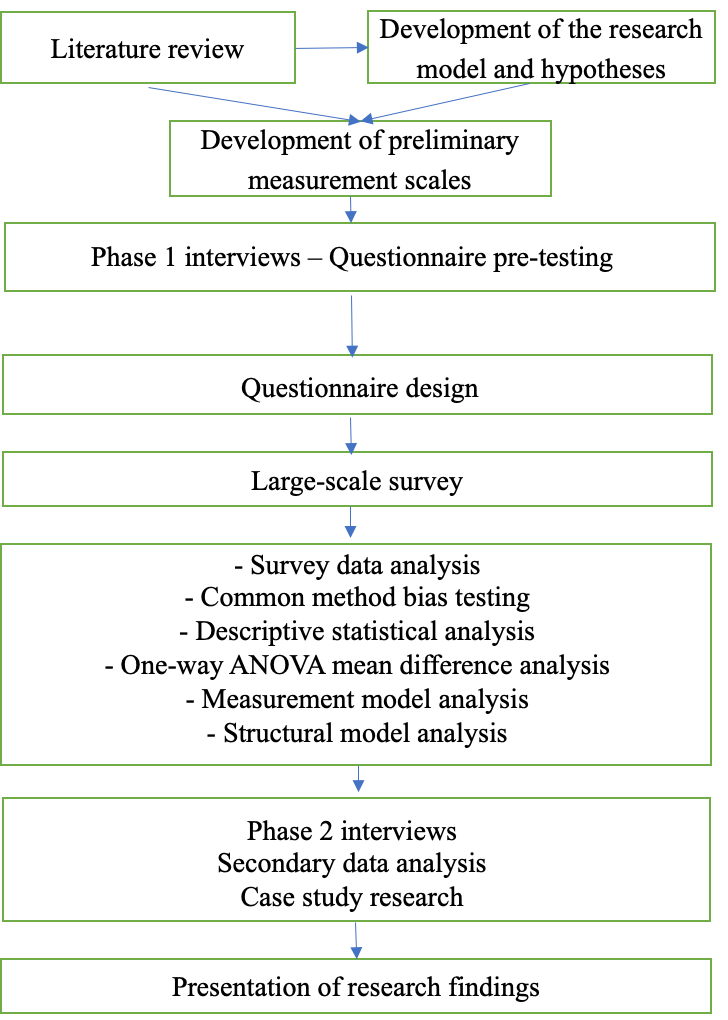 Literature review
Development of the research
model and hypotheses
Development of preliminary
measurement scales
Phase 1 interviews – Questionnaire pre-testing
Questionnaire design
Large-scale survey
- Survey data analysis
- Common method bias testing
- Descriptive statistical analysis
- One-way ANOVA mean difference analysis
- Measurement model analysis
- Structural model analysis
Phase 2 interviews
Secondary data analysis
Case study research
Presentation of research findings